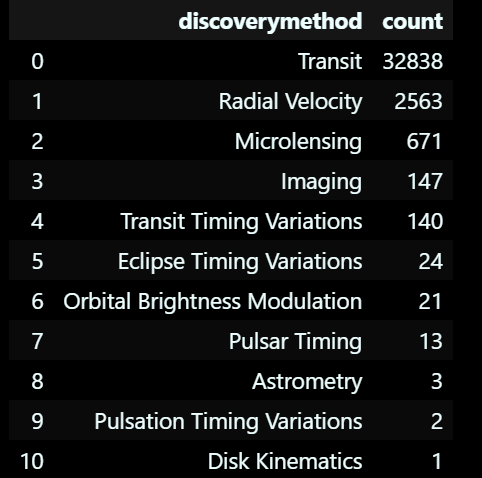 discoverymethod count
0 Transit 32838
1 Radial Velocity 2563
2 Microlensing 671
3 Imaging 147
4 Transit Timing Variations 140
5 Eclipse Timing Variations 24
6 Orbital Brightness Modulation 21
7 Pulsar Timing 13
8 Astrometry 3
9 Pulsation Timing Variations 2
10 Disk Kinematics 1